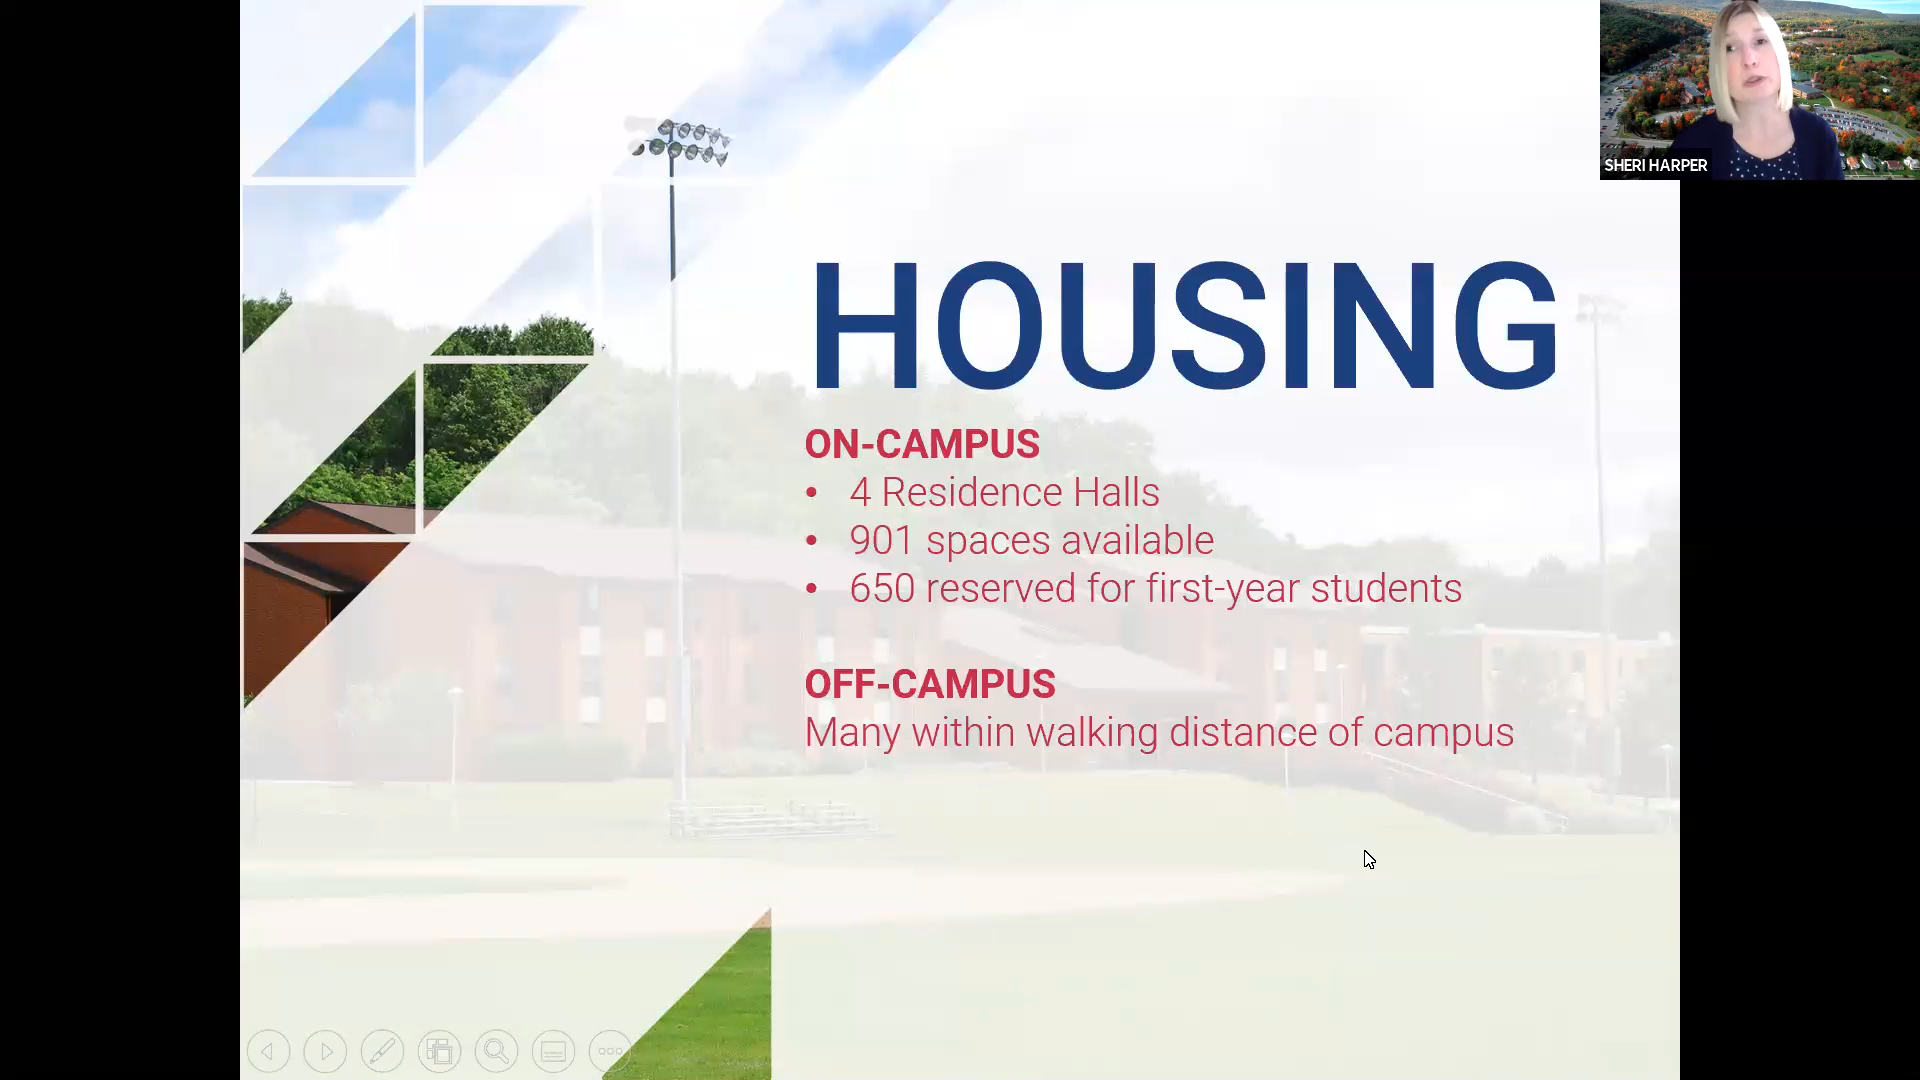 SHERI HARPER
HOUSING
ON-CAMPUS
• 4 Residence Halls
• 901 spaces available
• 650 reserved for first-year students
OFF-CAMPUS
Many within walking distance of campus